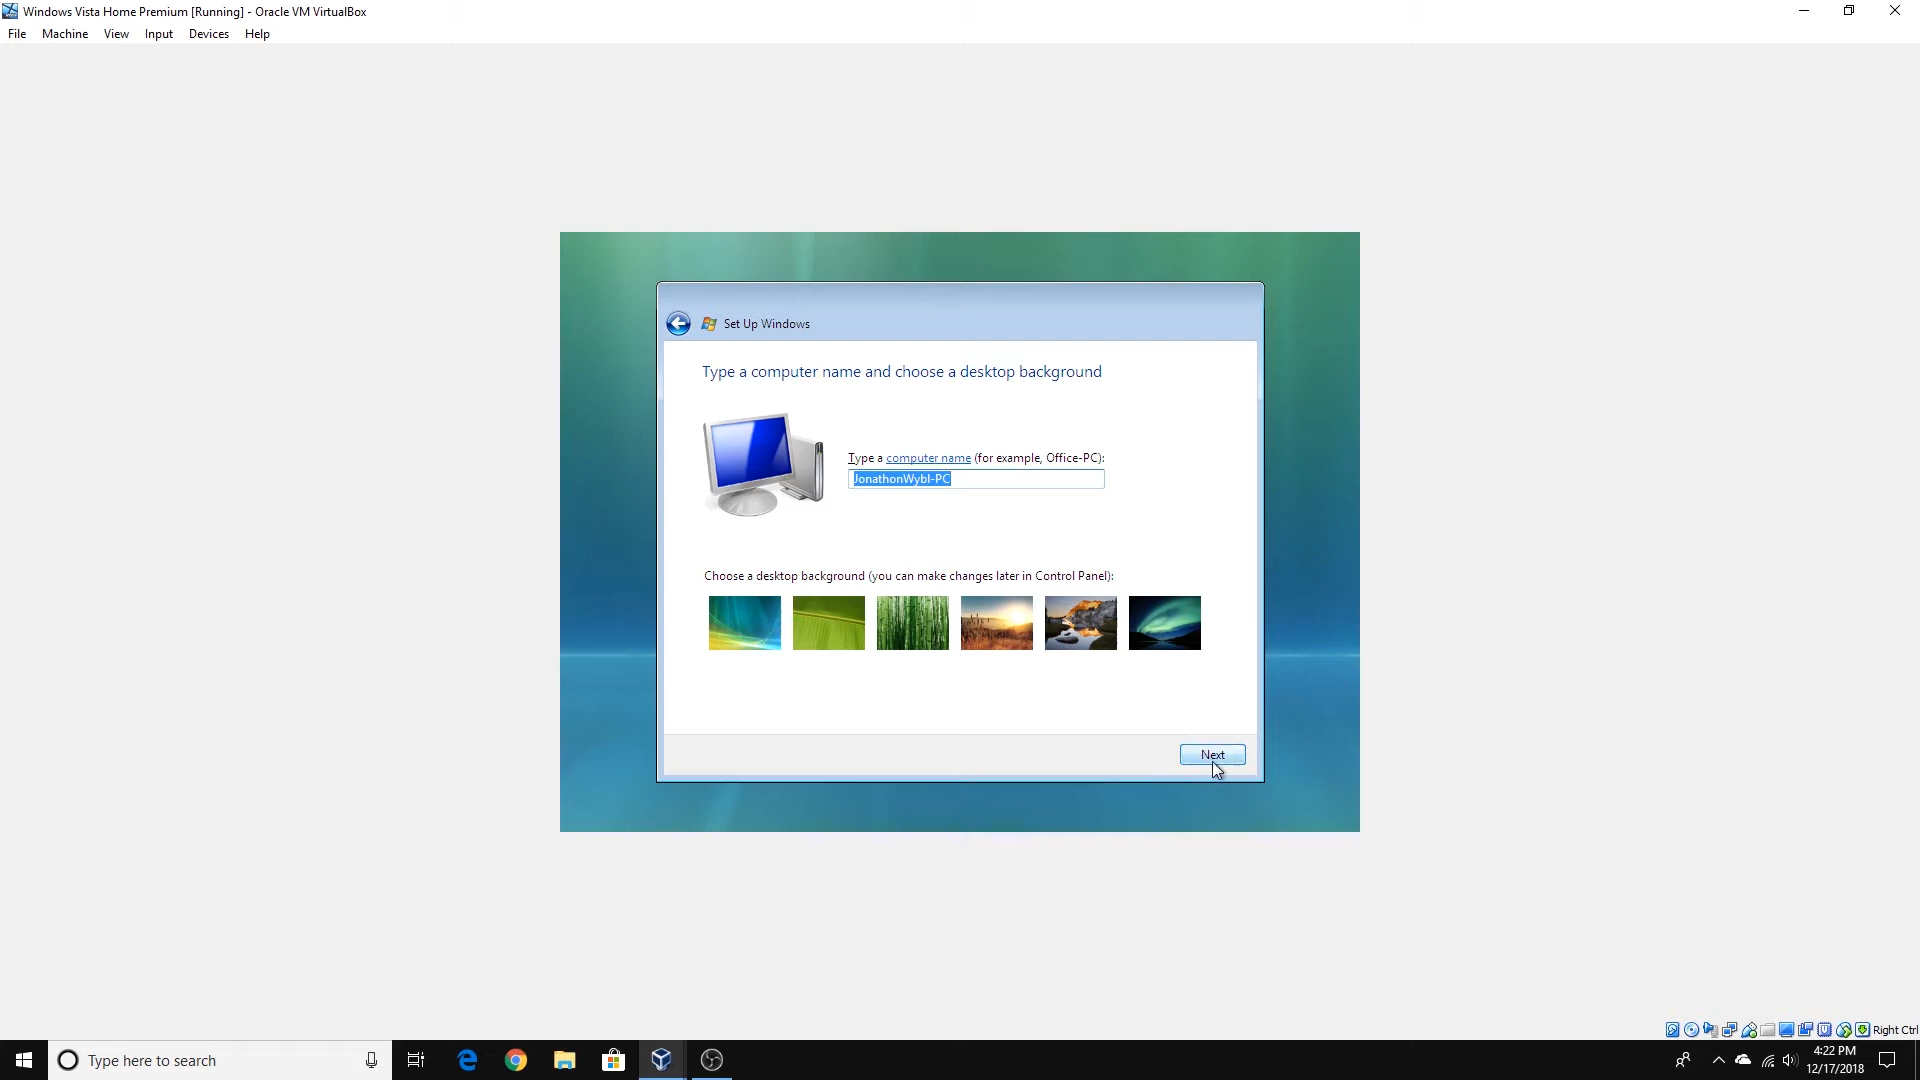 Windows Vista Home Premium [Running] - Oracle VM VirtualBox
File Machine View Input Devices Help
Set Up Windows
Type a computer name and choose a desktop background
Type a computer name (for example, Office-PC):
JonathonWybl-PC
Choose a desktop background (you can make changes later in Control Panel):
Next
Right Ctrl
Type here to search
4:22 PM
12/17/2018